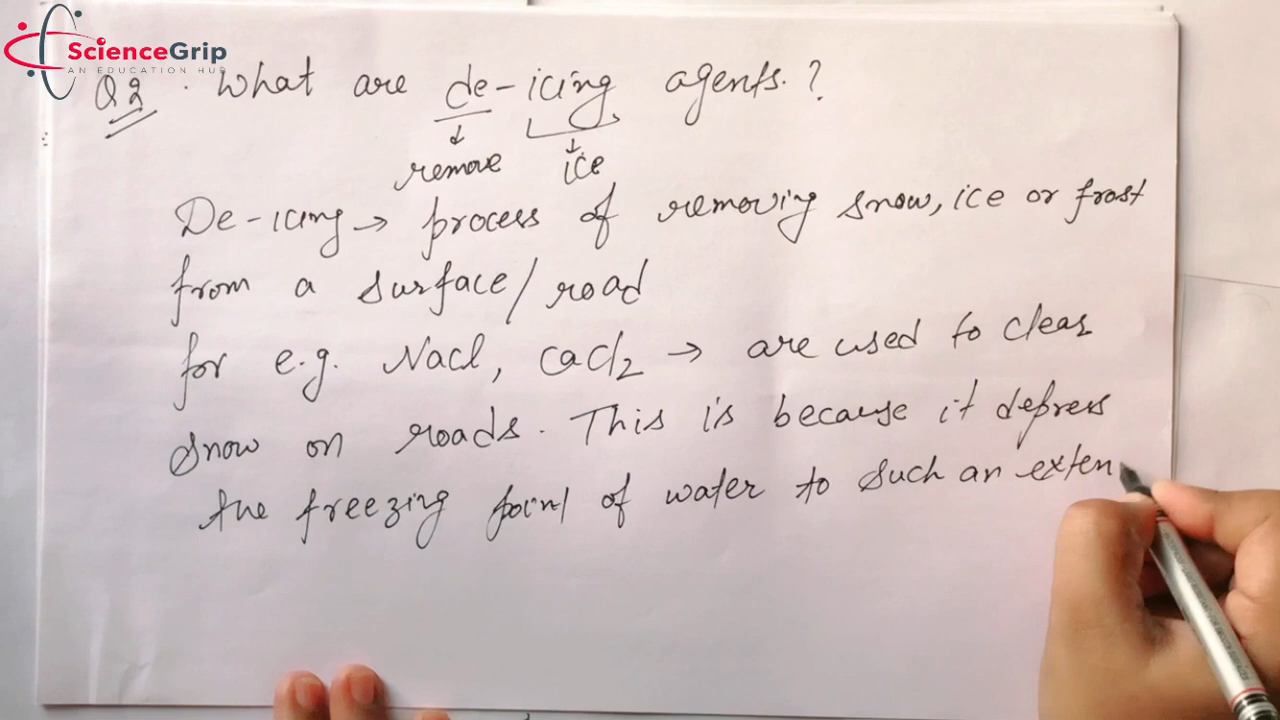 ScienceGrip
AN EDUCATION HUB
Q2. What are de-icing agents.?
remove ice
De-icing → process of removing snow, ice or frost
from a surface/road
for e.g. NaCl, CaCl2 → are used to clear
snow on roads. This is because it depress
the freezing point of water to such an exten